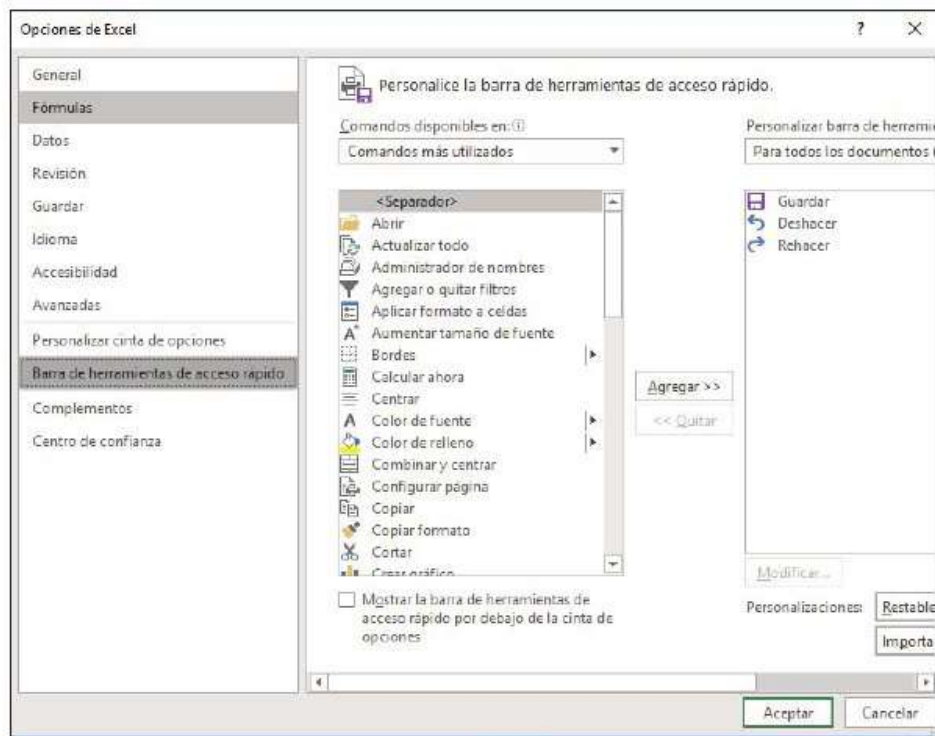 Opciones de Excel
?
General
Fórmulas
Datos
Revisión
Guardar
Idioma
Accesibilidad
Avanzadas
Personalizar cinta de opciones
Barra de herramientas de acceso rápido
Complementos
Centro de confianza
Personalice la barra de herramientas de acceso rápido.
Comandos disponibles en:
Comandos más utilizados
<Separador>
Abrir
Actualizar todo
Administrador de nombres
Agregar o quitar filtros
Aplicar formato a celdas
Aumentar tamaño de fuente
Bordes
Calcular ahora
Centrar
Color de fuente
Color de relleno
Combinar y centrar
Configurar página
Copiar
Copiar formato
Cortar
Crear gráfico
Mostrar la barra de herramientas de
acceso rápido por debajo de la cinta de
opciones
Agregar >>
<< Quitar
Personalizar barra de herrami
Para todos los documentos (
Guardar
Deshacer
Rehacer
Modificar...
Personalizaciones:
Restable
Importa
Aceptar
Cancelar